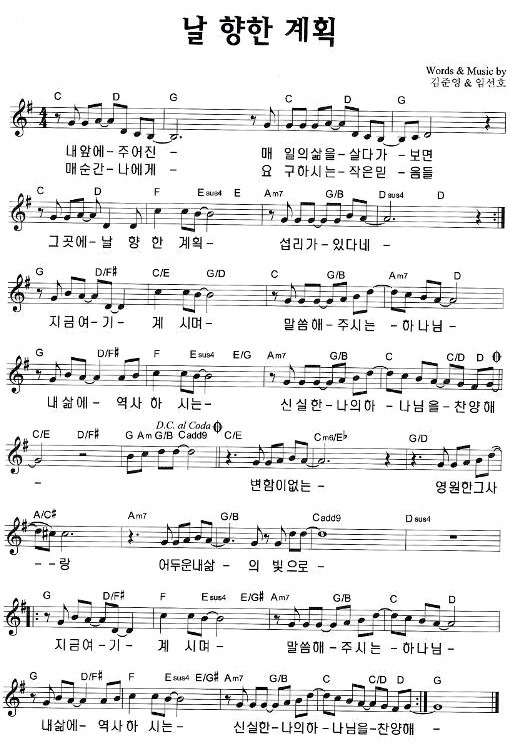 날 향한 계획
Words & Music by
김준영 & 임선호
C D G C D G
내앞에-주어진 - 매 일의삶을-살다가 - 보면
매순간-나에게 - 요 구하시는-작은믿 - 음들
C D F Esus4 E Am7 G/B D sus4 D
그곳에-날 향 한 계획- 섭리가-있다네-
G D/F# C/E G/D C G/B Am7 D
지금여-기- 계 시며- 말씀해-주시는 -하나님-
G D/F# F Esus4 E/G Am7 G/B C C/D D
내삶에- 역사하 시는- 신실한-나의하 -나님을-찬양해
D.C. al Coda
C/E D/F# G Am G/B Cadd9 C/E Cm6/Eb G/D
- 변함이없는- 영원한그사
A/C# Am7 G/B Cadd9 D sus4
--랑 어두운내삶- 의 빛으로-
G D/F# F Esus4 E/G# Am7 G/B C D
지금여-기- 계 시며- 말씀해-주시는-하나님-
G D/F# F Esus4 E/G# Am7 G/B C D G
내삶에-역사하 시는- 신실한-나의하-나님을-찬양해 -